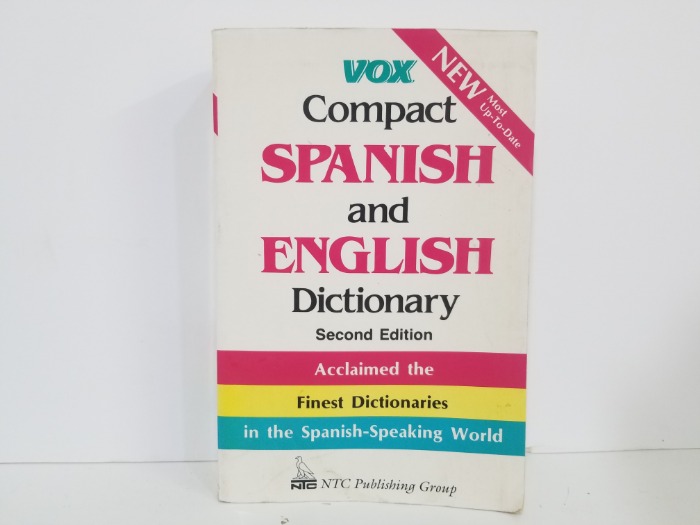 VOX
NEW
Most
Up-To-Date
Compact
SPANISH
and
ENGLISH
Dictionary
Second Edition
Acclaimed the
Finest Dictionaries
in the Spanish-Speaking World
NTC NTC Publishing Group